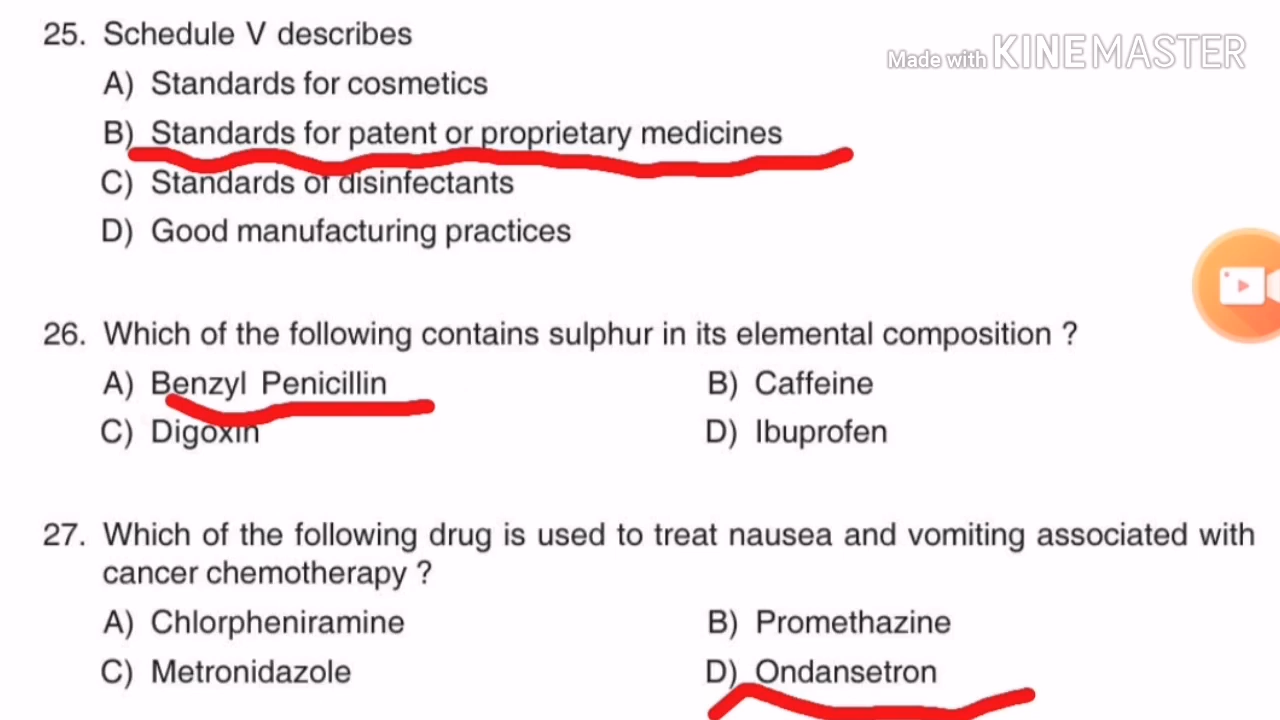 25. Schedule V describes
Made with KINEMASTER
A) Standards for cosmetics
B) Standards for patent or proprietary medicines
C) Standards of disinfectants
D) Good manufacturing practices
26. Which of the following contains sulphur in its elemental composition ?
A) Benzyl Penicillin B) Caffeine
C) Digoxin D) Ibuprofen
27. Which of the following drug is used to treat nausea and vomiting associated with
cancer chemotherapy ?
A) Chlorpheniramine B) Promethazine
C) Metronidazole D) Ondansetron